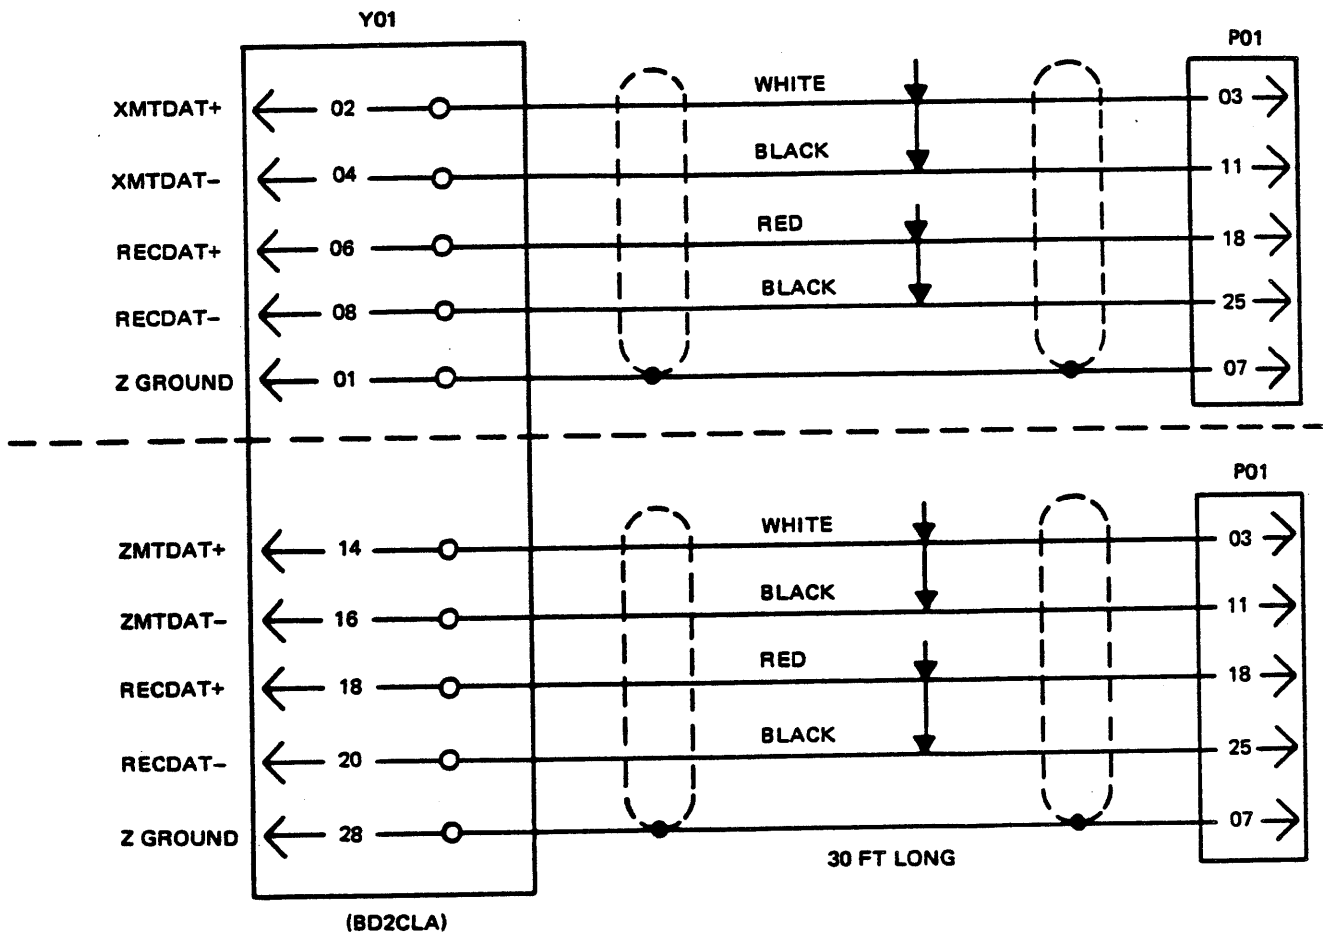 Y01
P01
XMTDAT+ 02 WHITE 03
XMTDAT– 04 BLACK 11
RECDAT+ 06 RED 18
RECDAT– 08 BLACK 25
Z GROUND 01 07
P01
ZMTDAT+ 14 WHITE 03
ZMTDAT– 16 BLACK 11
RECDAT+ 18 RED 18
RECDAT– 20 BLACK 25
Z GROUND 28 07
30 FT LONG
(BD2CLA)